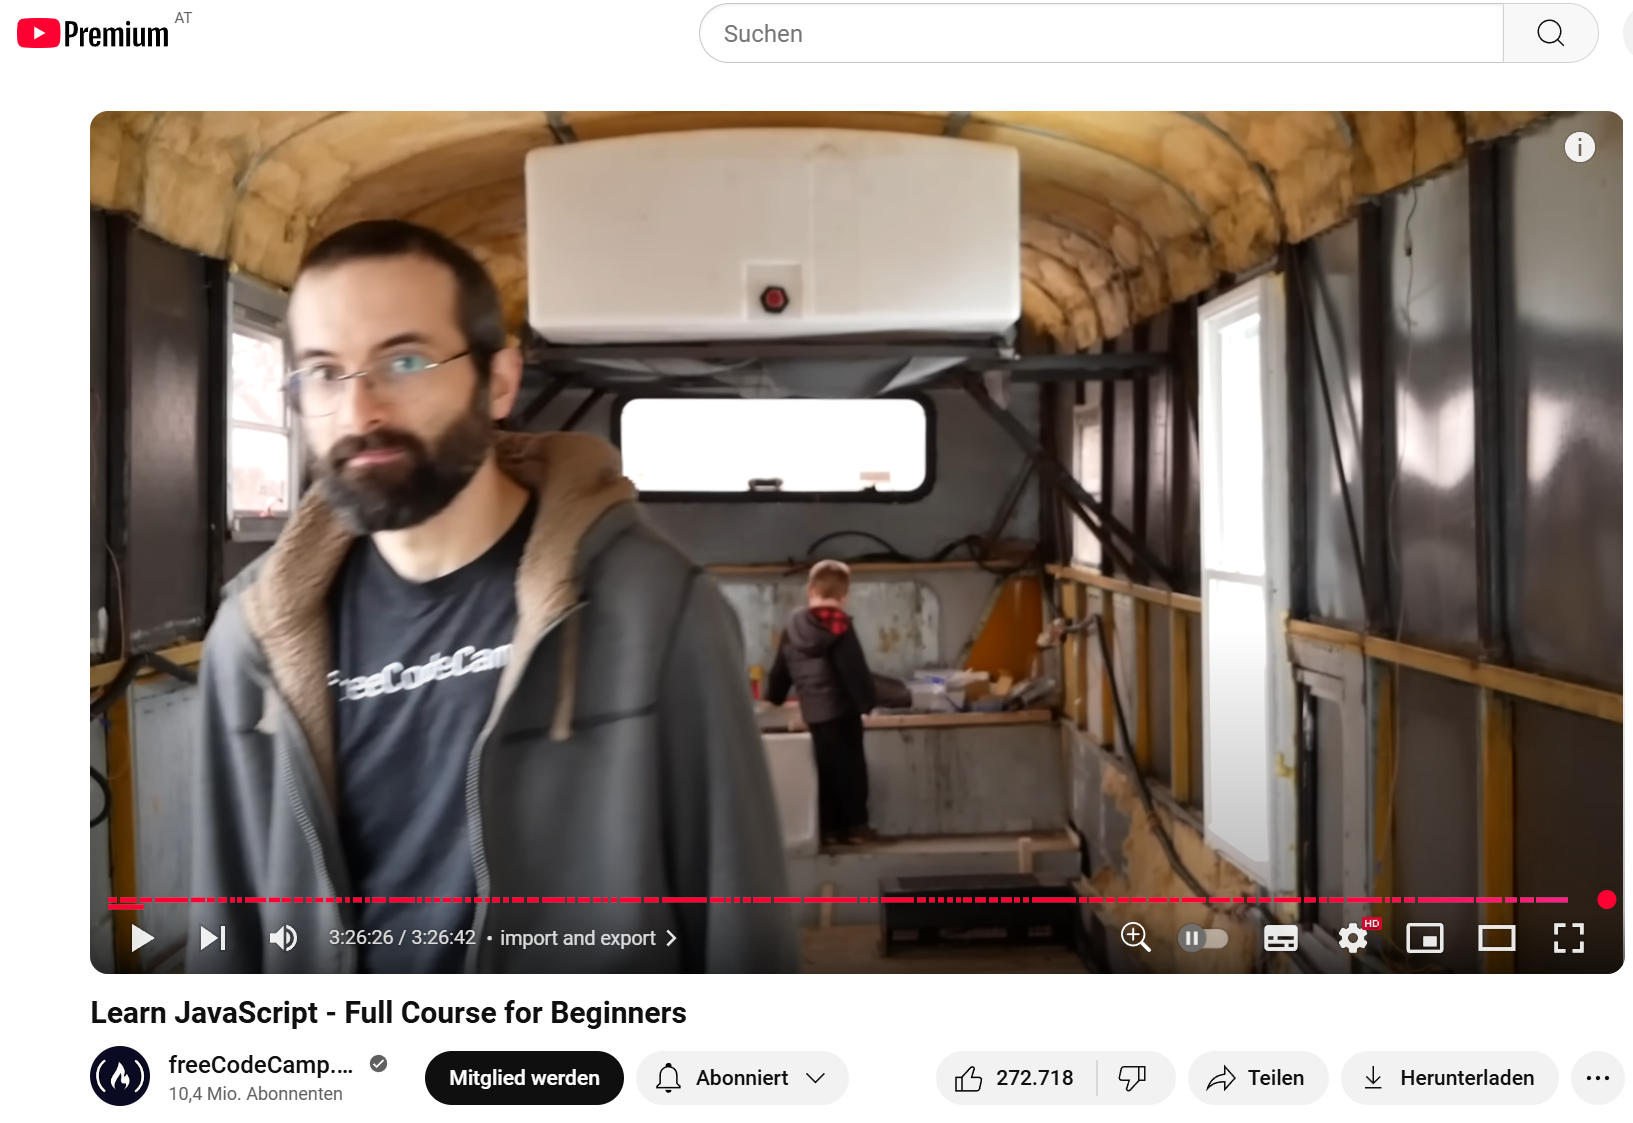 Premium
AT
Suchen
FreeCodeCam
3:26:26 / 3:26:42 • import and export
HD
Learn JavaScript - Full Course for Beginners
freeCodeCamp....
10,4 Mio. Abonnenten
Mitglied werden
Abonniert
272.718
Teilen
Herunterladen